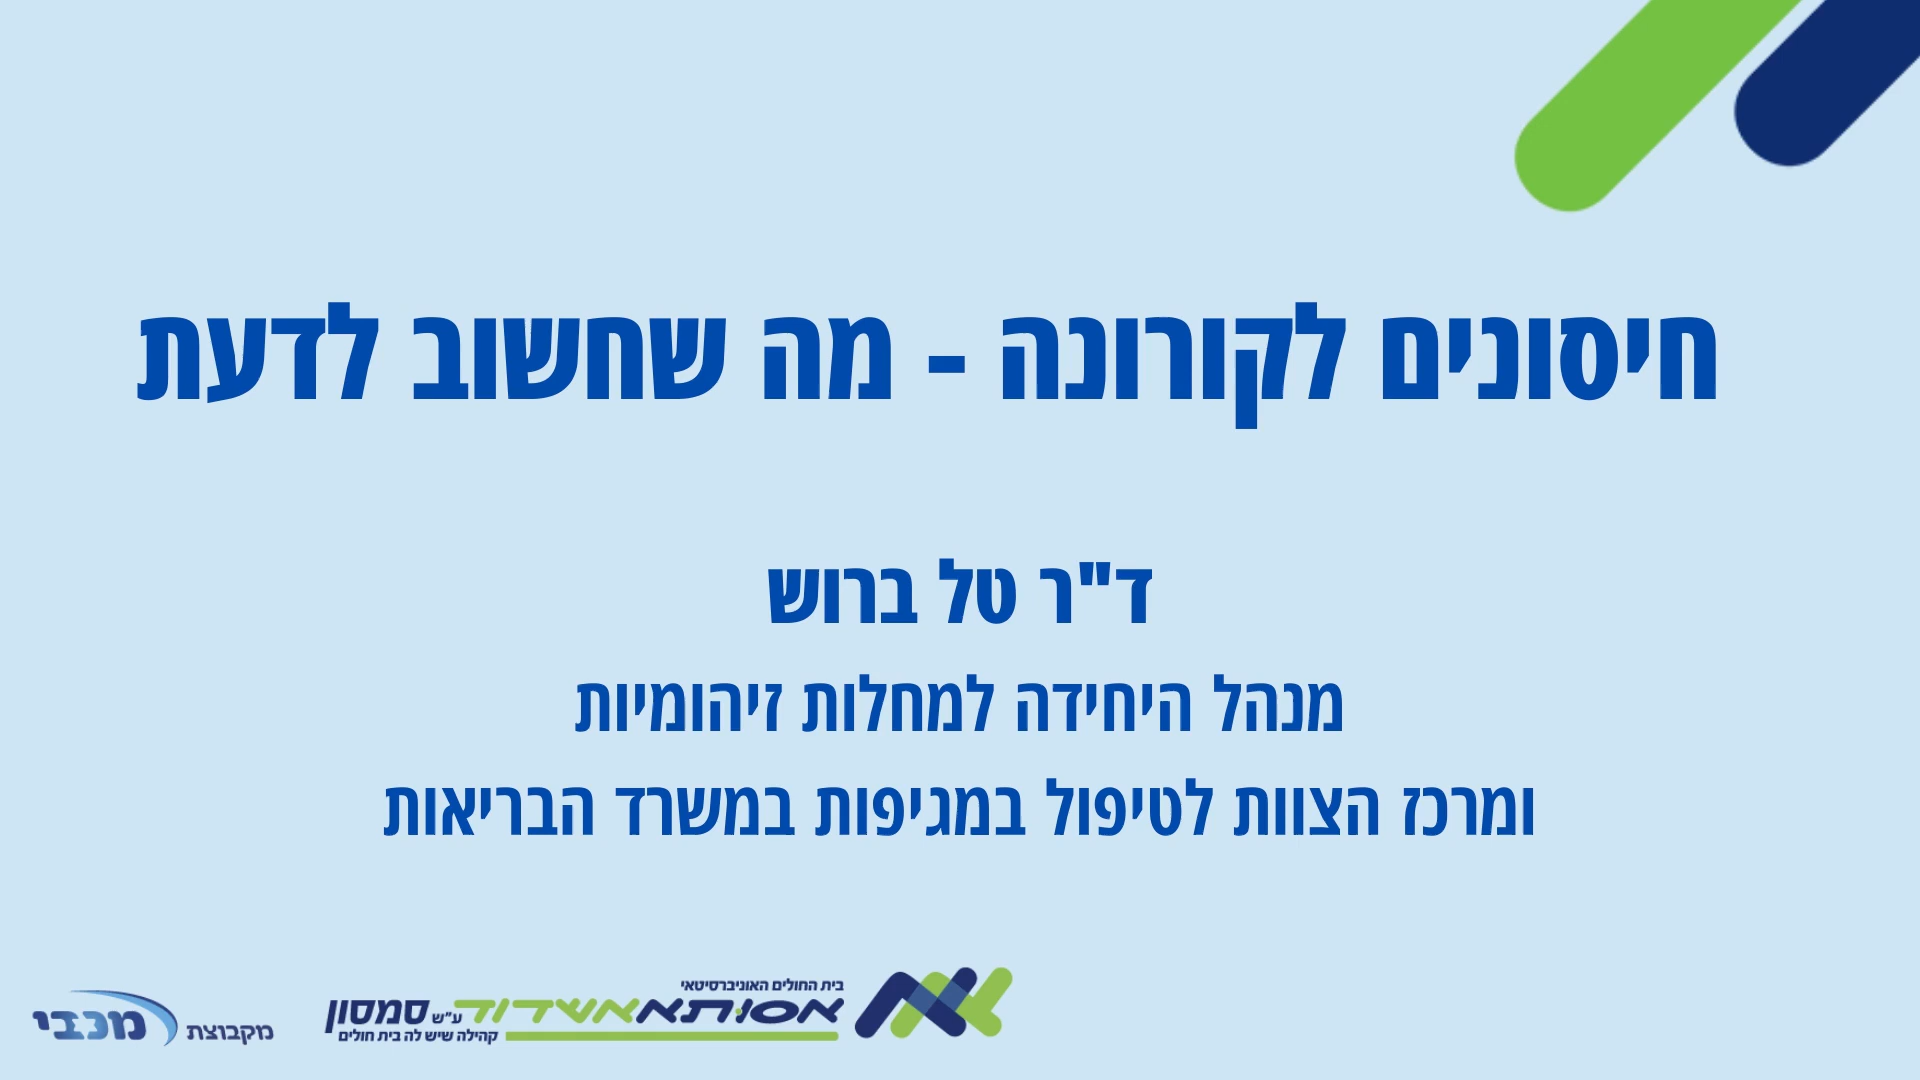 חיסונים לקורונה - מה שחשוב לדעת
ד"ר טל ברוש
מנהל היחידה למחלות זיהומיות
ומרכז הצוות לטיפול במגיפות במשרד הבריאות
בית החולים האוניברסיטאי
אסותא אשדוד ע"ש סמסון
קהילה שיש לה בית חולים
מקבוצת מכבי